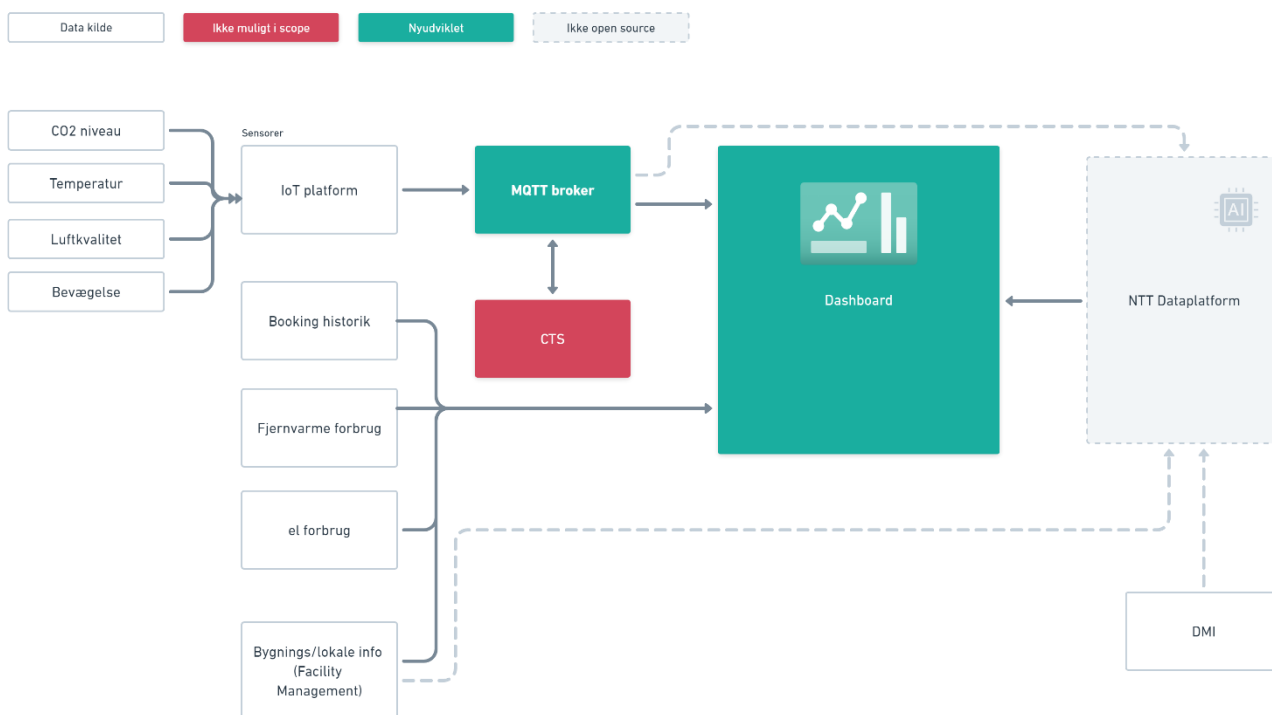 Data kilde
Ikke muligt i scope
Nyudviklet
Ikke open source
CO2 niveau
Temperatur
Luftkvalitet
Bevægelse
Sensorer
IoT platform
MQTT broker
CTS
Dashboard
AI
NTT Dataplatform
Booking historik
Fjernvarme forbrug
el forbrug
Bygnings/lokale info
(Facility
Management)
DMI